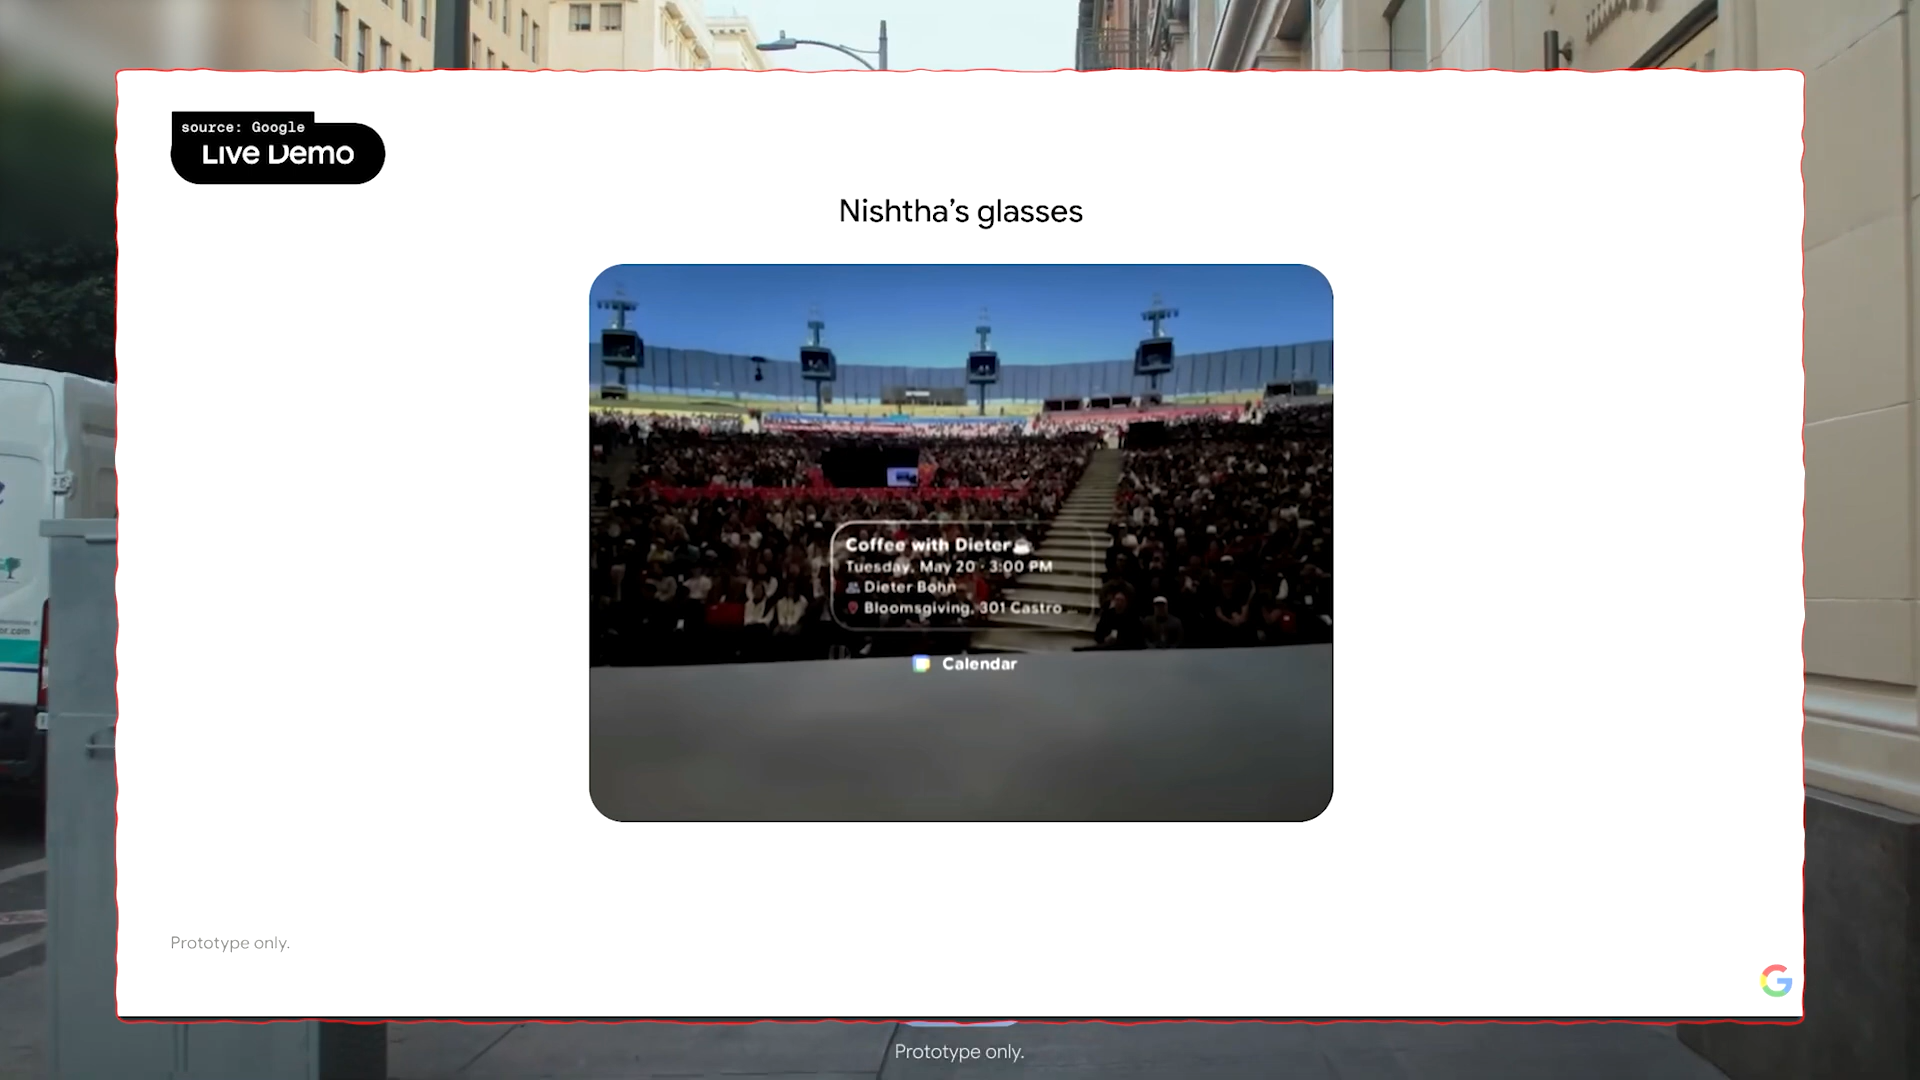 source: Google
Live Demo
Nishtha's glasses
Coffee with Dieter☕
Tuesday, May 20 · 3:00 PM
Dieter Bohn
Bloomsgiving, 301 Castro ...
Calendar
Prototype only.
Prototype only.